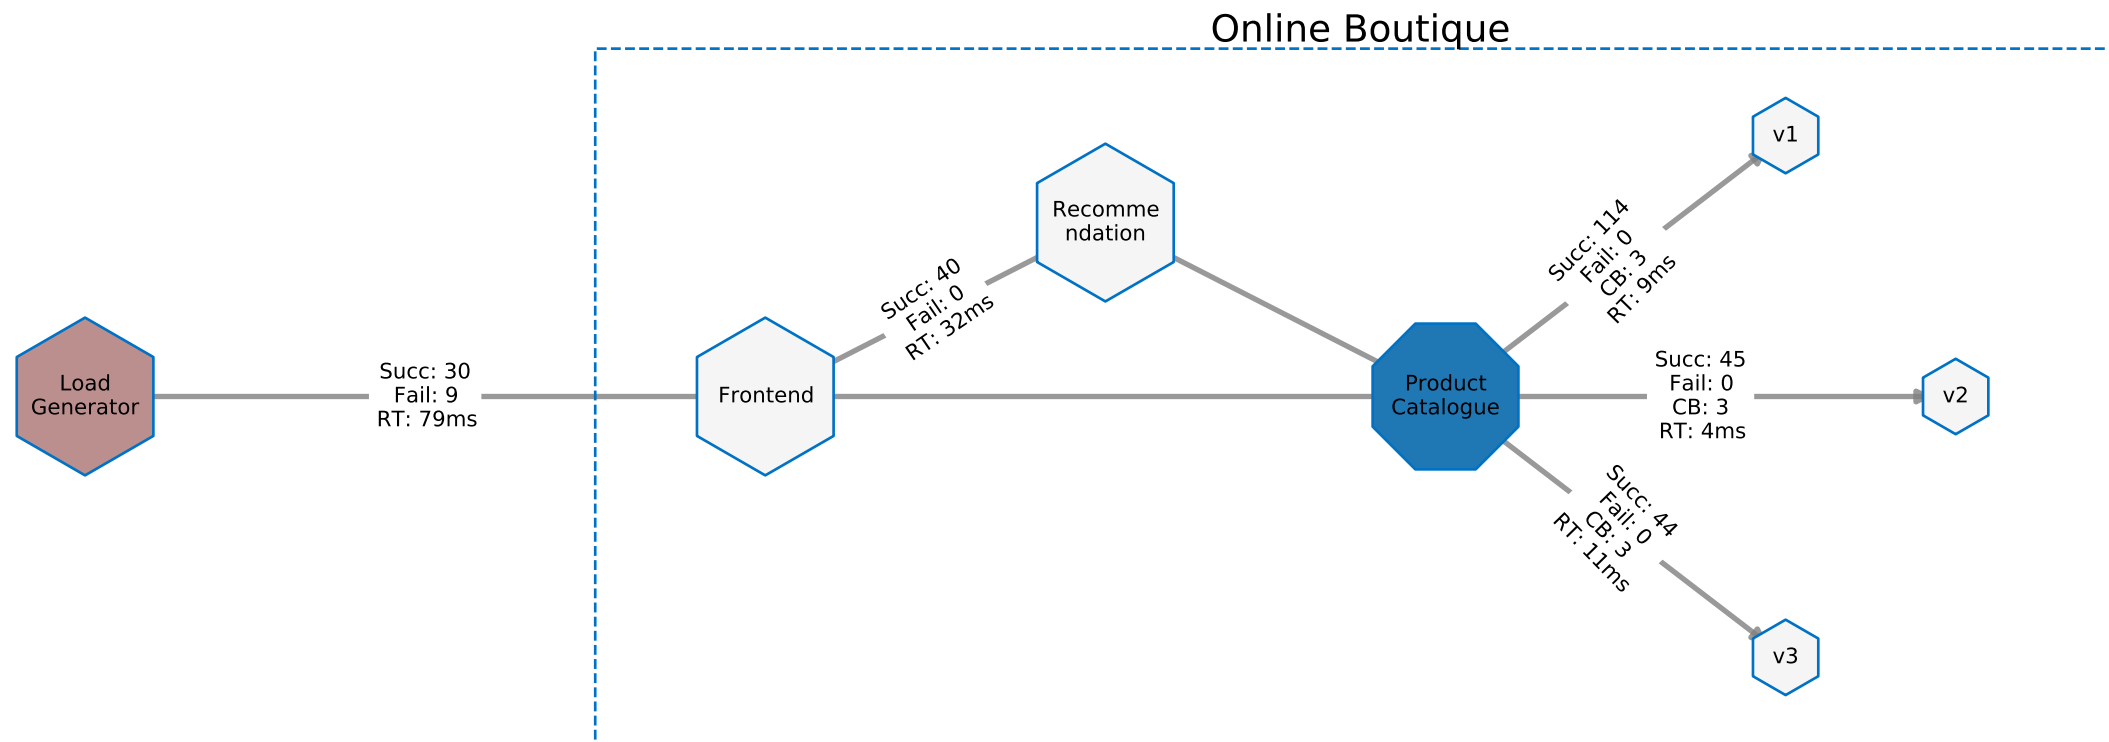 Online Boutique
v1
Recomme
ndation
Succ: 114
Fail: 0
CB: 3
RT: 9ms
Succ: 40
Fail: 0
RT: 32ms
Load
Generator
Succ: 30
Fail: 9
RT: 79ms
Frontend
Product
Catalogue
Succ: 45
Fail: 0
CB: 3
RT: 4ms
v2
Succ: 44
Fail: 0
CB: 3
RT: 11ms
v3